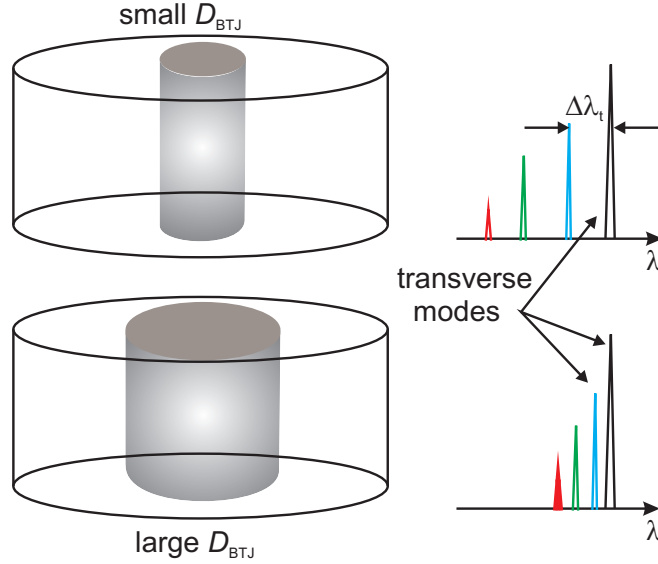 small D_BTJ
Δλ_t
λ
transverse
modes
λ
large D_BTJ